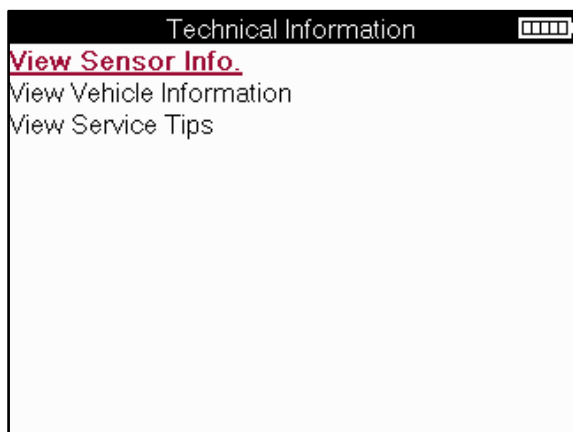 Technical Information
View Sensor Info.
View Vehicle Information
View Service Tips